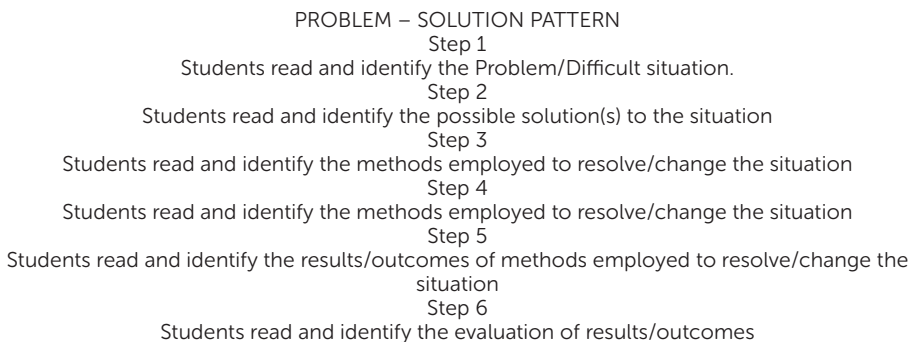 PROBLEM – SOLUTION PATTERN
Step 1
Students read and identify the Problem/Difficult situation.
Step 2
Students read and identify the possible solution(s) to the situation
Step 3
Students read and identify the methods employed to resolve/change the situation
Step 4
Students read and identify the methods employed to resolve/change the situation
Step 5
Students read and identify the results/outcomes of methods employed to resolve/change the
situation
Step 6
Students read and identify the evaluation of results/outcomes